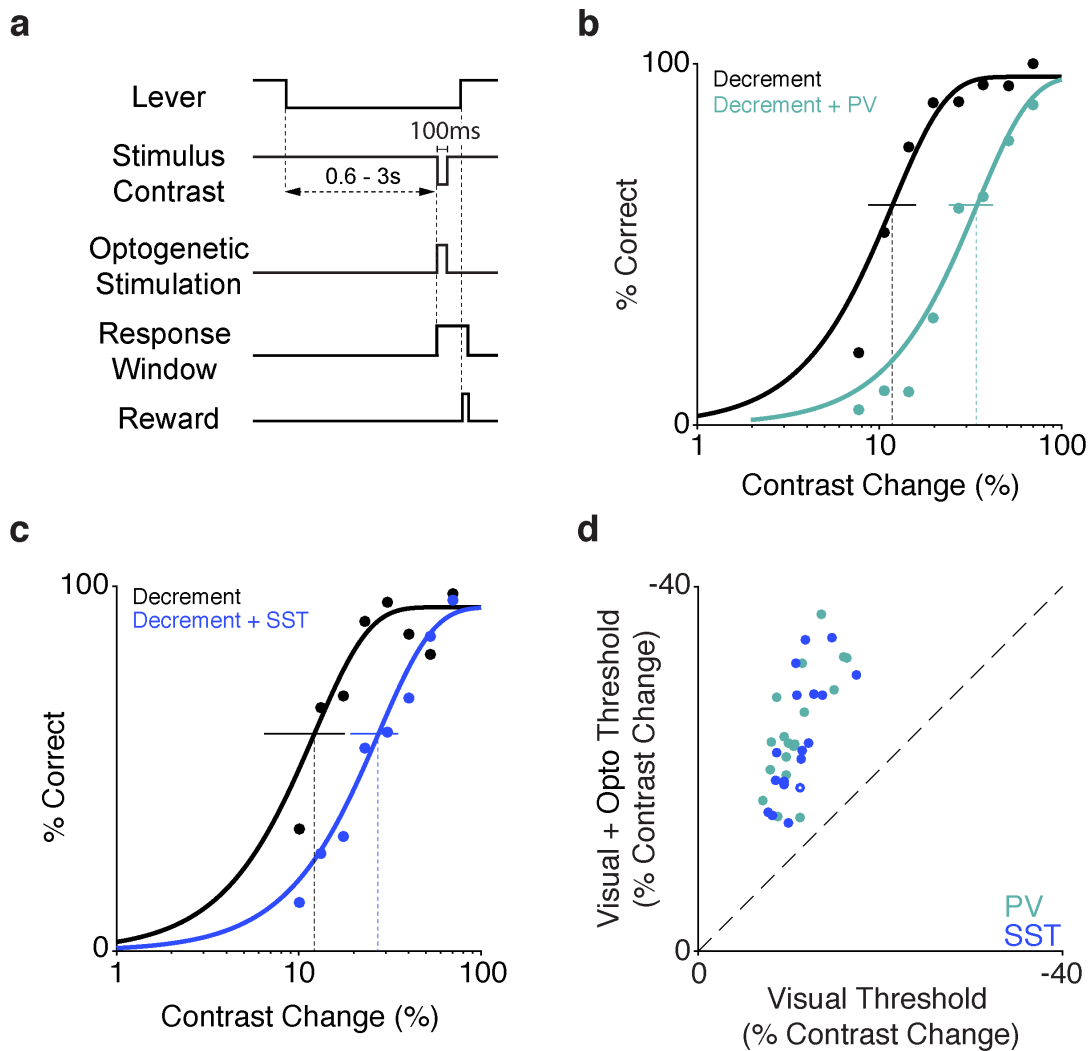 a
Lever
100ms
Stimulus
Contrast
0.6 - 3s
Optogenetic
Stimulation
Response
Window
Reward
b
100
Decrement
Decrement + PV
% Correct
0
1
10
100
Contrast Change (%)
c
100
Decrement
Decrement + SST
% Correct
0
1
10
100
Contrast Change (%)
d
-40
Visual + Opto Threshold
(% Contrast Change)
PV
SST
0
0
-40
Visual Threshold
(% Contrast Change)